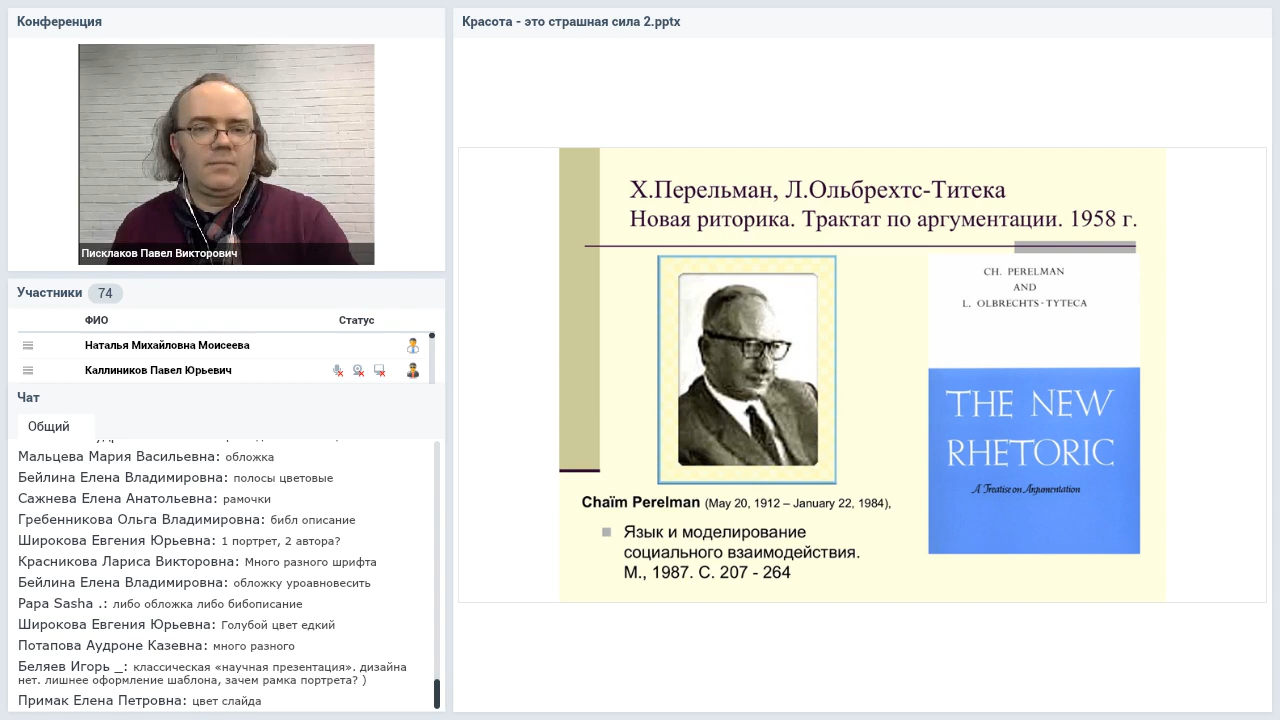 Конференция
Писклаков Павел Викторович
Участники 74
ФИО Статус
Наталья Михайловна Моисеева
Каллиников Павел Юрьевич
Чат
Общий
Мальцева Мария Васильевна: обложка
Бейлина Елена Владимировна: полосы цветовые
Сажнева Елена Анатольевна: рамочки
Гребенникова Ольга Владимировна: библ описание
Широкова Евгения Юрьевна: 1 портрет, 2 автора?
Красникова Лариса Викторовна: Много разного шрифта
Бейлина Елена Владимировна: обложку уроавновесить
Papa Sasha .: либо обложка либо бибописание
Широкова Евгения Юрьевна: Голубой цвет едкий
Потапова Аудроне Казевна: много разного
Беляев Игорь _: классическая «научная презентация». дизайна
нет. лишнее оформление шаблона, зачем рамка портрета? )
Примак Елена Петровна: цвет слайда
Красота - это страшная сила 2.pptx
Х.Перельман, Л.Ольбрехтс-Титека
Новая риторика. Трактат по аргументации. 1958 г.
CH. PERELMAN
AND
L. OLBRECHTS-TYTECA
THE NEW
RHETORIC
A Treatise on Argumentation
Chaïm Perelman (May 20, 1912 – January 22, 1984),
Язык и моделирование
социального взаимодействия.
М., 1987. С. 207 - 264